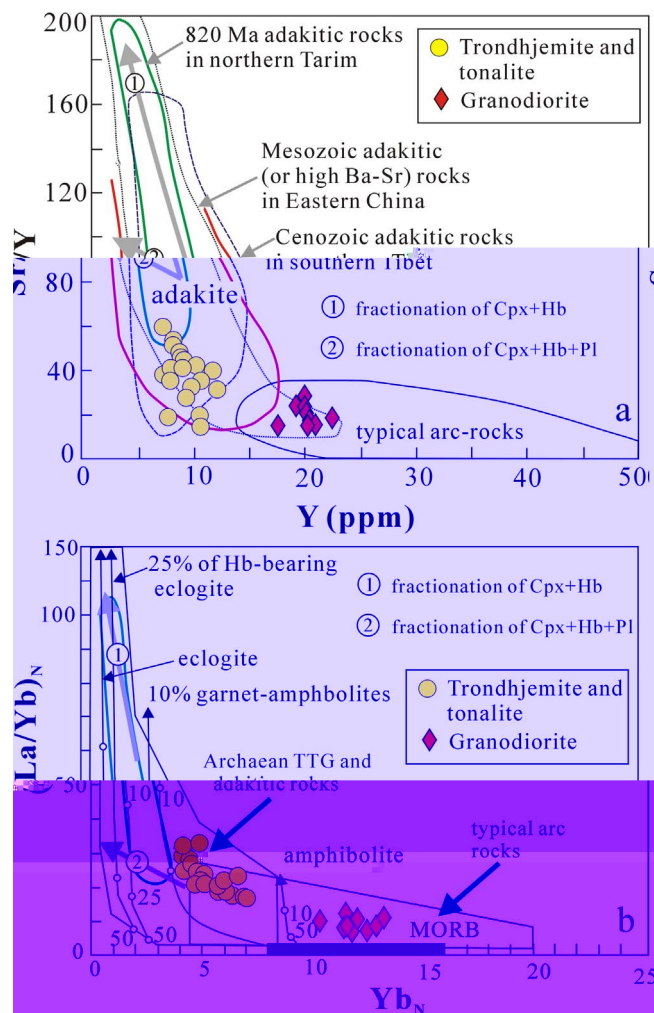 200
160
120
80
40
0
Sr/Y
820 Ma adakitic rocks
in northern Tarim
Trondhjemite and
tonalite
Granodiorite
1
Mesozoic adakitic
(or high Ba-Sr) rocks
in Eastern China
Cenozoic adakitic rocks
in southern Tibet
2
adakite
1 fractionation of Cpx+Hb
2 fractionation of Cpx+Hb+Pl
typical arc-rocks
a
0 10 20 30 40 50
Y (ppm)
150
100
50
0
(La/Yb)N
25% of Hb-bearing
eclogite
1 fractionation of Cpx+Hb
2 fractionation of Cpx+Hb+Pl
1
eclogite
10% garnet-amphbolites
Trondhjemite and
tonalite
Granodiorite
Archaean TTG and
adakitic rocks
10
10
typical arc
rocks
amphibolite
2
25
10
50
50
50
MORB
b
0 5 10 15 20 25
YbN